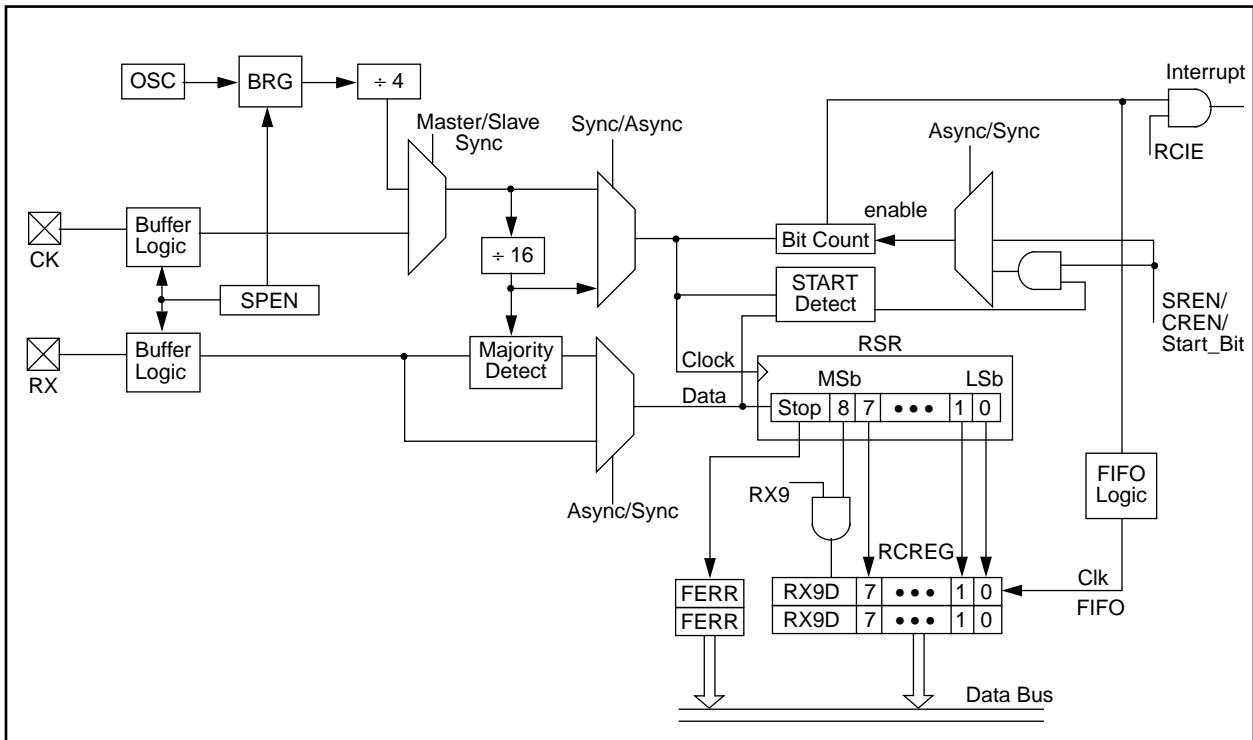 OSC
BRG
÷ 4
Interrupt
Master/Slave
Sync
Sync/Async
Async/Sync
RCIE
CK
Buffer
Logic
enable
Bit Count
÷ 16
SPEN
START
Detect
SREN/
CREN/
Start_Bit
RX
Buffer
Logic
Majority
Detect
Clock
RSR
MSb
LSb
Data
Stop
8
7
•••
1
0
RX9
Async/Sync
FIFO
Logic
RCREG
Clk
FIFO
FERR
RX9D
7
•••
1
0
FERR
RX9D
7
•••
1
0
Data Bus